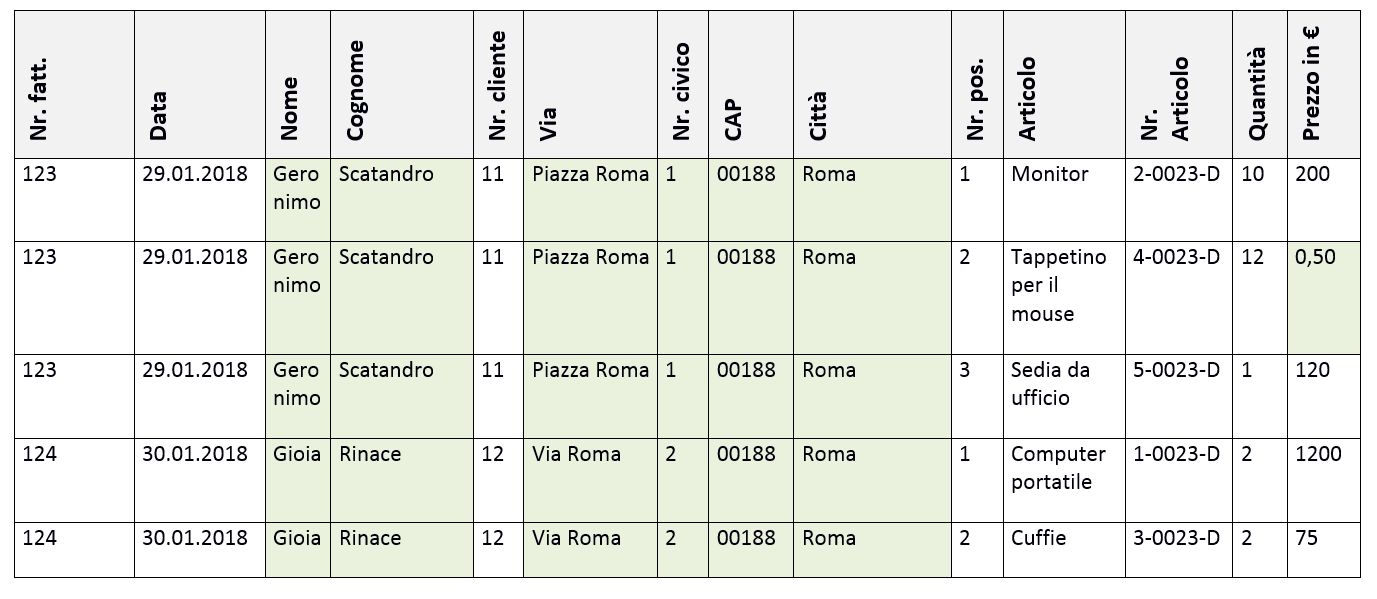 Nr. fatt. Data Nome Cognome Nr. cliente Via Nr. civico CAP Città Nr. pos. Articolo Nr. Articolo Quantità Prezzo in €
123 29.01.2018 Gero Scatandro 11 Piazza Roma 1 00188 Roma 1 Monitor 2-0023-D 10 200
nimo
123 29.01.2018 Gero Scatandro 11 Piazza Roma 1 00188 Roma 2 Tappetino 4-0023-D 12 0,50
nimo per il
mouse
123 29.01.2018 Gero Scatandro 11 Piazza Roma 1 00188 Roma 3 Sedia da 5-0023-D 1 120
nimo ufficio
124 30.01.2018 Gioia Rinace 12 Via Roma 2 00188 Roma 1 Computer 1-0023-D 2 1200
portatile
124 30.01.2018 Gioia Rinace 12 Via Roma 2 00188 Roma 2 Cuffie 3-0023-D 2 75